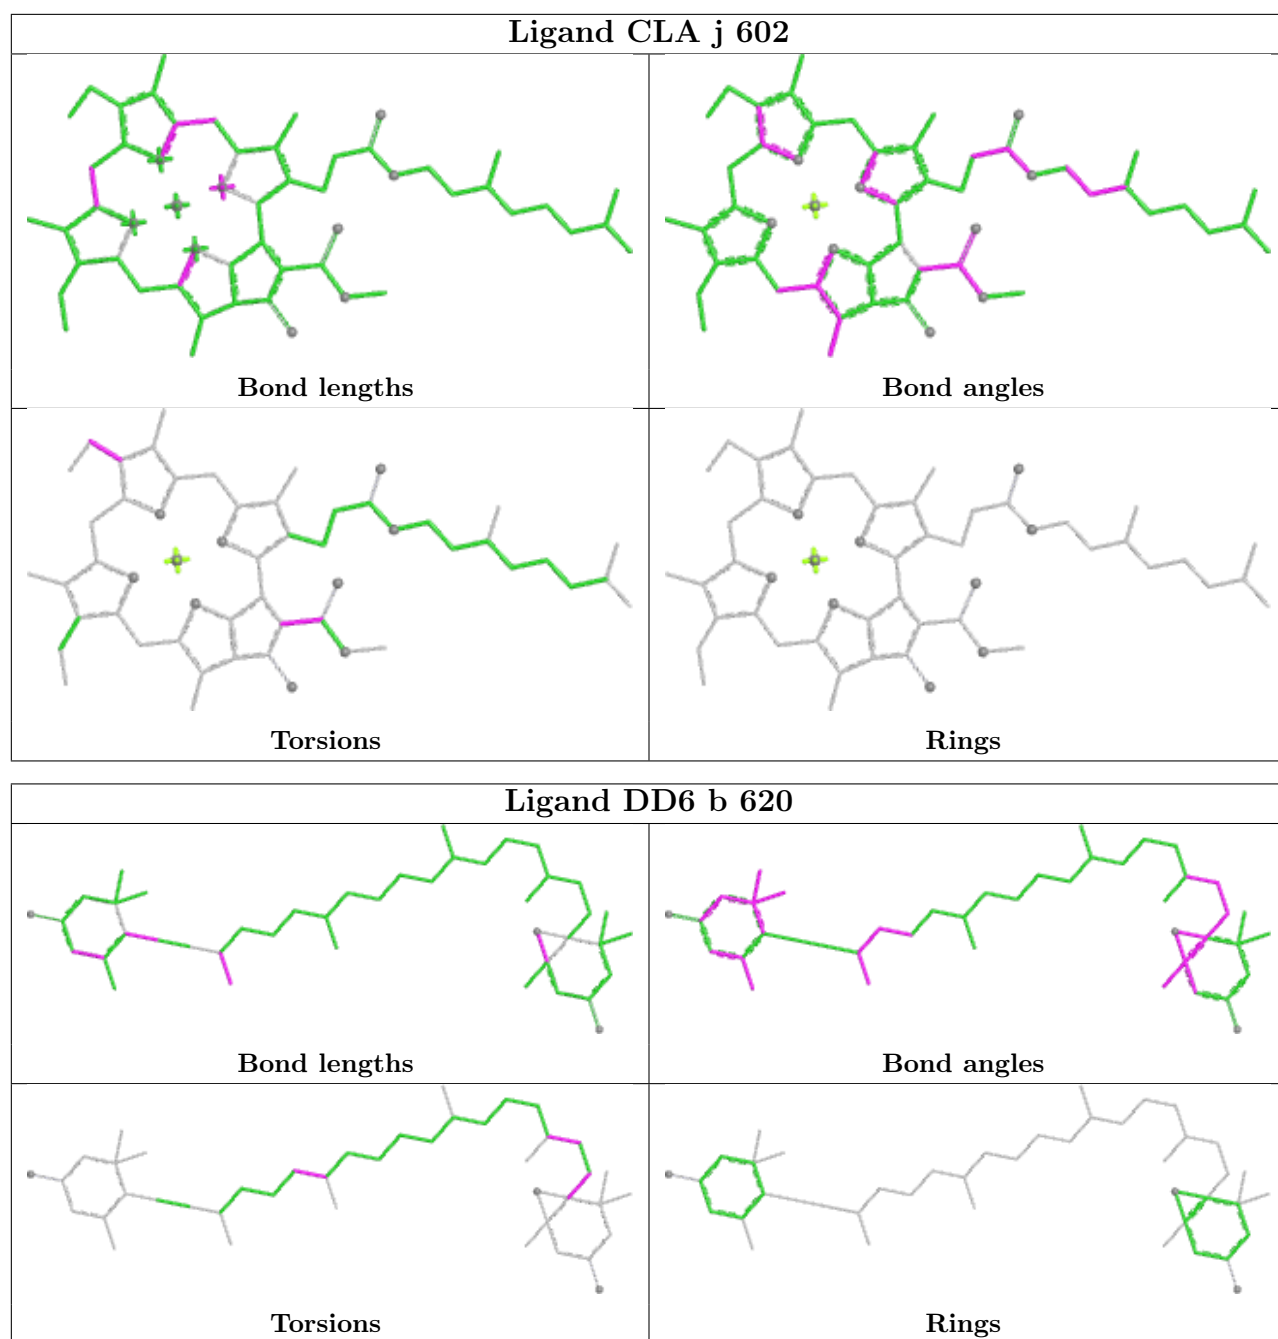 Ligand CLA j 602
Bond lengths
Bond angles
Torsions
Rings
Ligand DD6 b 620
Bond lengths
Bond angles
Torsions
Rings